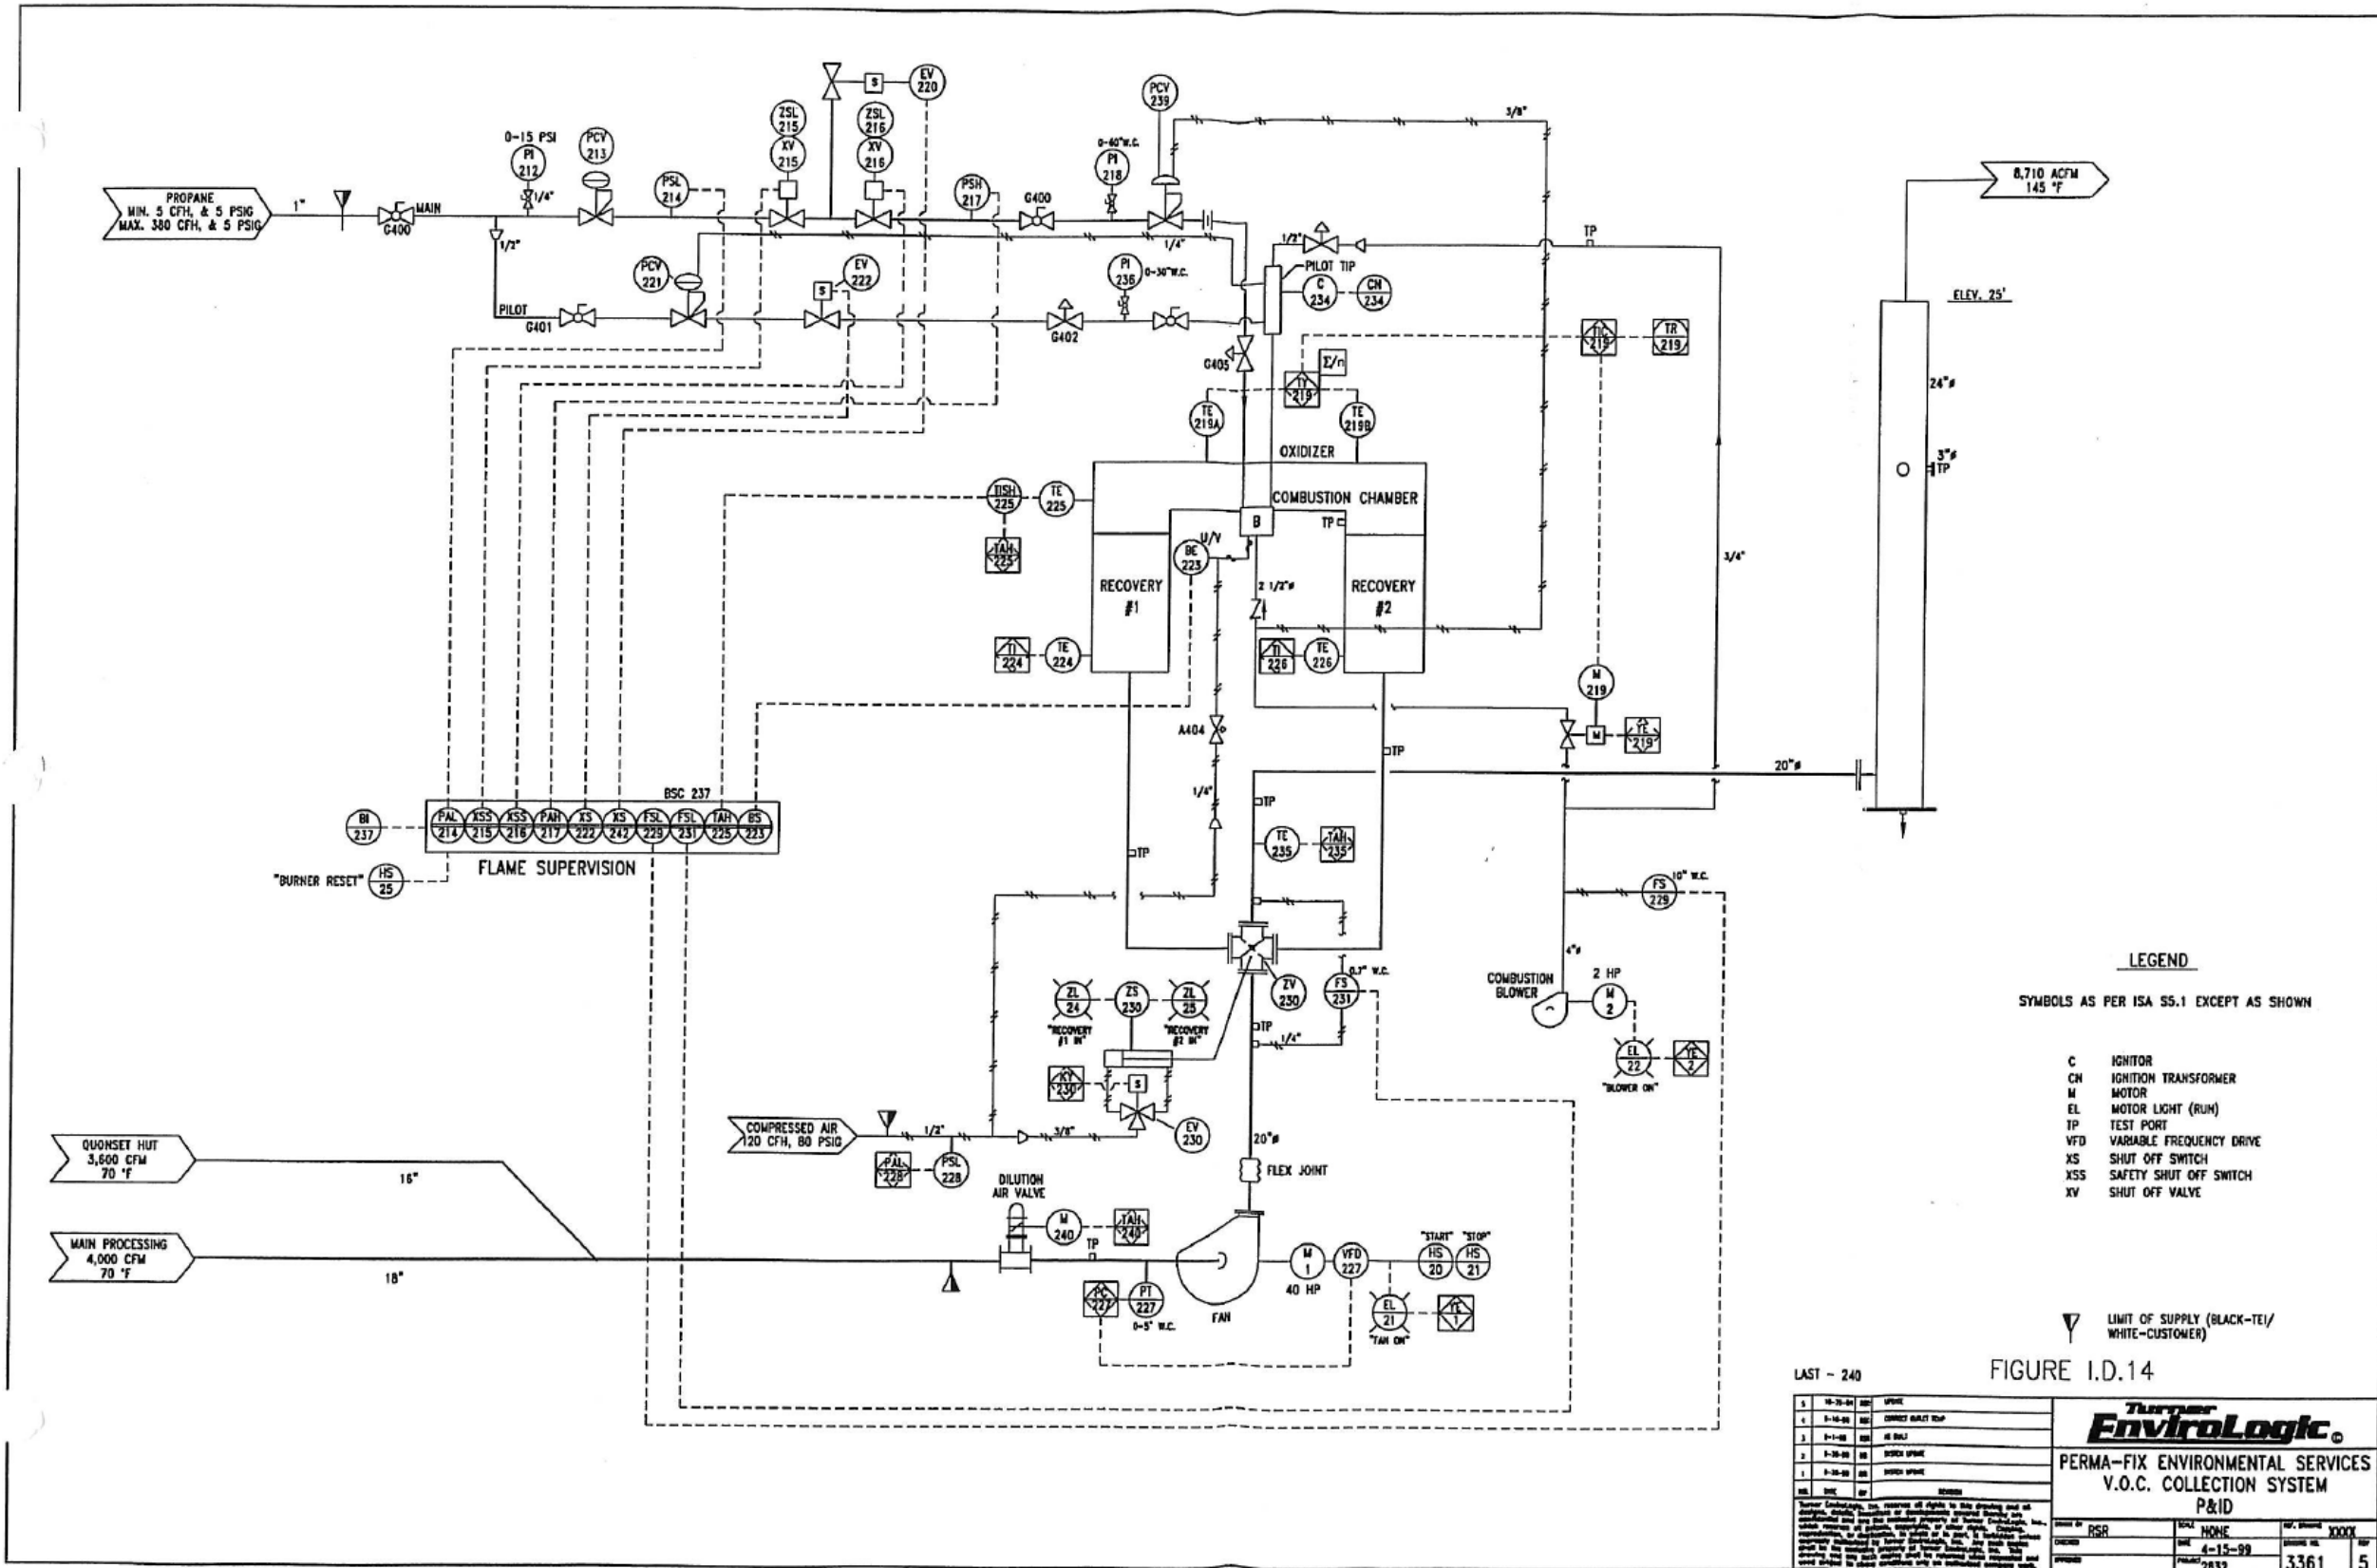 PROPANE
MIN. 5 CFH, & 5 PSIG
MAX. 380 CFH, & 5 PSIG
1"
G400
MAIN
1/2"
0-15 PSI
PI
212
1/4"
PCV
213
PSL
214
ZSL
215
XV
215
S
EV
220
ZSL
216
XV
216
PSH
217
G400
0-60"W.C.
PI
218
PCV
239
3/8"
1/4"
PILOT
G401
PCV
221
S
EV
222
G402
PI
236
0-30"W.C.
1/2"
PILOT TIP
C
234
CN
234
TP
G405
TY
219
Σ/n
TIC
219
TR
219
TE
219A
TE
219B
OXIDIZER
COMBUSTION CHAMBER
B
TP
TISH
225
TE
225
TAH
225
U/V
BE
223
RECOVERY
#1
2 1/2"ø
RECOVERY
#2
TI
224
TE
224
TI
226
TE
226
3/4"
M
219
M
YE
219
A404
TP
1/4"
8,710 ACFM
145 °F
ELEV. 25'
24"ø
3"ø
TP
20"ø
BSC 237
BI
237
PAL
214
XSS
215
XSS
216
PAH
217
XS
222
XS
242
FSL
229
FSL
231
TAH
225
BS
223
FLAME SUPERVISION
"BURNER RESET"
HS
25
TP
TP
TE
235
TAH
235
10" W.C.
FS
229
4"ø
COMBUSTION
BLOWER
2 HP
M
2
EL
22
"BLOWER ON"
YE
2
ZL
24
"RECOVERY
#1 IN"
ZS
230
ZL
25
"RECOVERY
#2 IN"
ZV
230
0.7" W.C.
FS
231
TP
1/4"
KY
230
S
EV
230
COMPRESSED AIR
120 CFH, 80 PSIG
1/2"
3/8"
PAL
228
PSL
228
20"ø
FLEX JOINT
QUONSET HUT
3,600 CFM
70 °F
16"
MAIN PROCESSING
4,000 CFM
70 °F
18"
DILUTION
AIR VALVE
M
240
TAH
240
TP
PC
227
PT
227
0-5" W.C.
FAN
M
1
40 HP
VFD
227
"START" "STOP"
HS
20
HS
21
EL
21
"FAN ON"
YE
1
LEGEND
SYMBOLS AS PER ISA S5.1 EXCEPT AS SHOWN
C IGNITOR
CN IGNITION TRANSFORMER
M MOTOR
EL MOTOR LIGHT (RUN)
TP TEST PORT
VFD VARIABLE FREQUENCY DRIVE
XS SHUT OFF SWITCH
XSS SAFETY SHUT OFF SWITCH
XV SHUT OFF VALVE
LIMIT OF SUPPLY (BLACK-TEI/
WHITE-CUSTOMER)
LAST - 240
FIGURE I.D.14
Turner
EnviroLogic
PERMA-FIX ENVIRONMENTAL SERVICES
V.O.C. COLLECTION SYSTEM
P&ID
RSR
SCALE NONE
XXXX
DATE 4-15-99
2832
3361
5